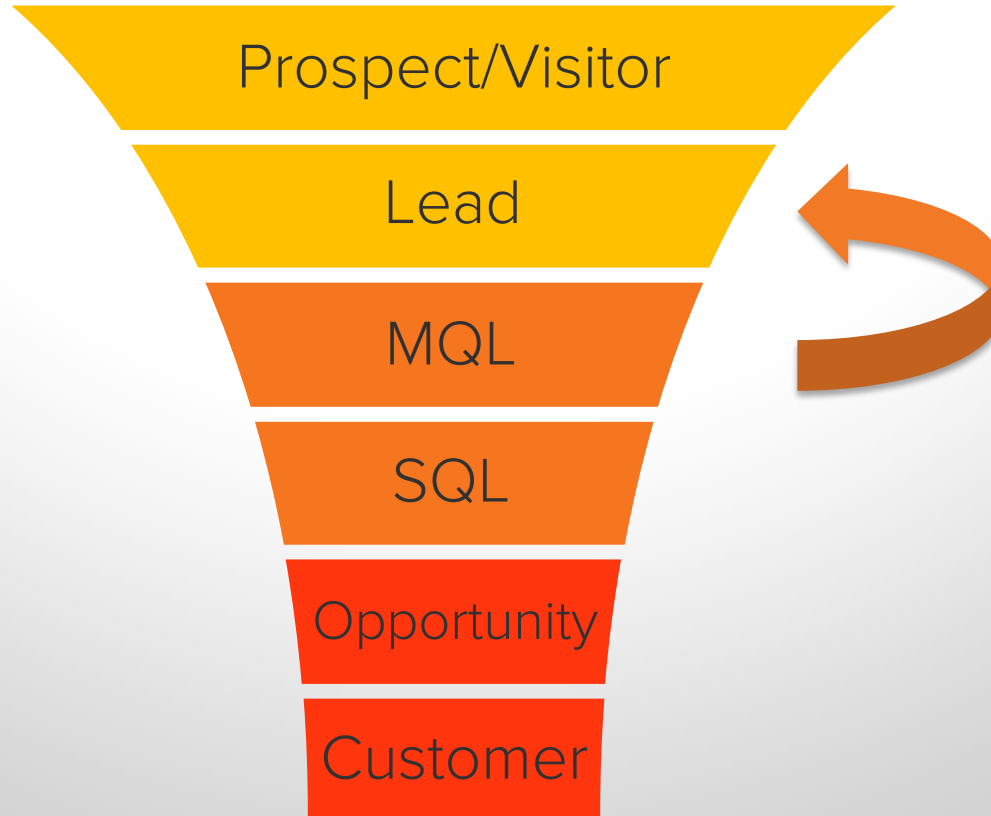 Prospect/Visitor
Lead
MQL
SQL
Opportunity
Customer